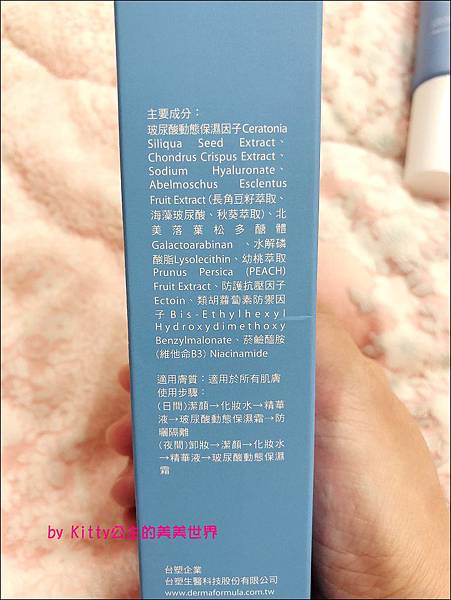 主要成分：
玻尿酸動態保濕因子Ceratonia
Siliqua Seed Extract、
Chondrus Crispus Extract、
Sodium Hyaluronate、
Abelmoschus Esclentus
Fruit Extract (長角豆籽萃取、
海藻玻尿酸、秋葵萃取)、北
美落葉松多醣體
Galactoarabinan、水解磷
酸脂Lysolecithin、幼桃萃取
Prunus Persica (PEACH)
Fruit Extract、防護抗壓因子
Ectoin、類胡蘿蔔素防禦因
子Bis-Ethylhexyl
Hydroxydimethoxy
Benzylmalonate、菸鹼醯胺
(維他命B3) Niacinamide
適用膚質：適用於所有肌膚
使用步驟：
(日間)潔顏→化妝水→精華
液→玻尿酸動態保濕霜→防
曬隔離
(夜間)卸妝→潔顏→化妝水
→精華液→玻尿酸動態保濕
霜
by Kitty公主的美美世界
台塑企業
台塑生醫科技股份有限公司
www.dermaformula.com.tw